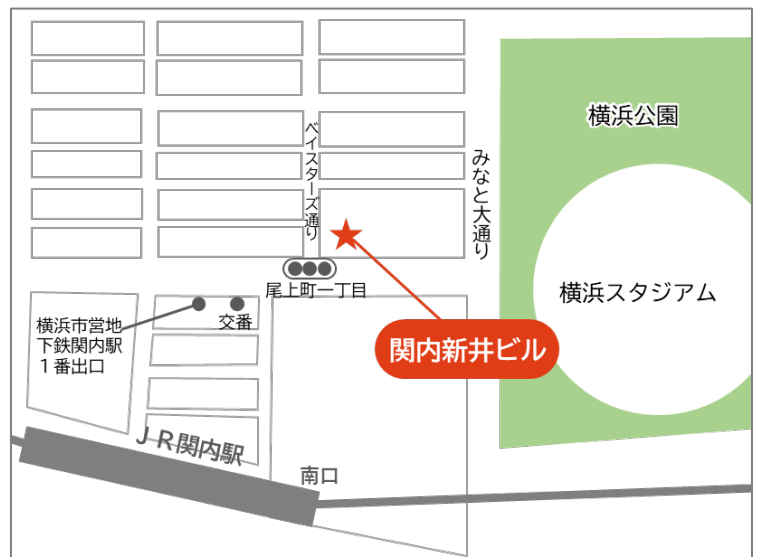 横浜公園
ベイスターズ通り
みなと大通り
横浜スタジアム
尾上町一丁目
横浜市営地
下鉄関内駅
１番出口
交番
関内新井ビル
ＪＲ関内駅
南口